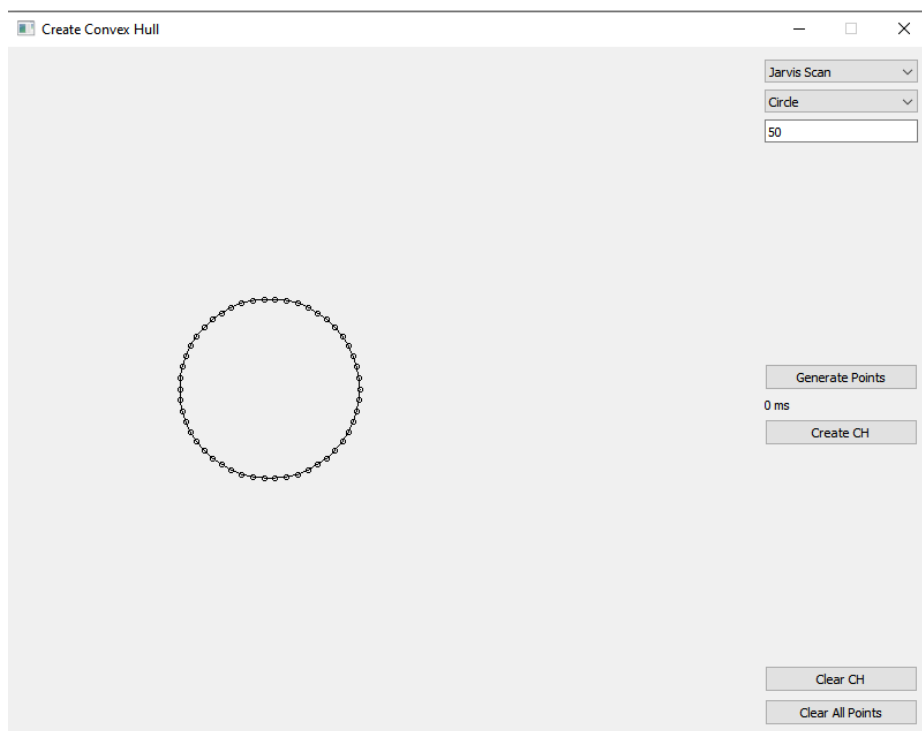 Create Convex Hull
Jarvis Scan
Circle
50
Generate Points
0 ms
Create CH
Clear CH
Clear All Points